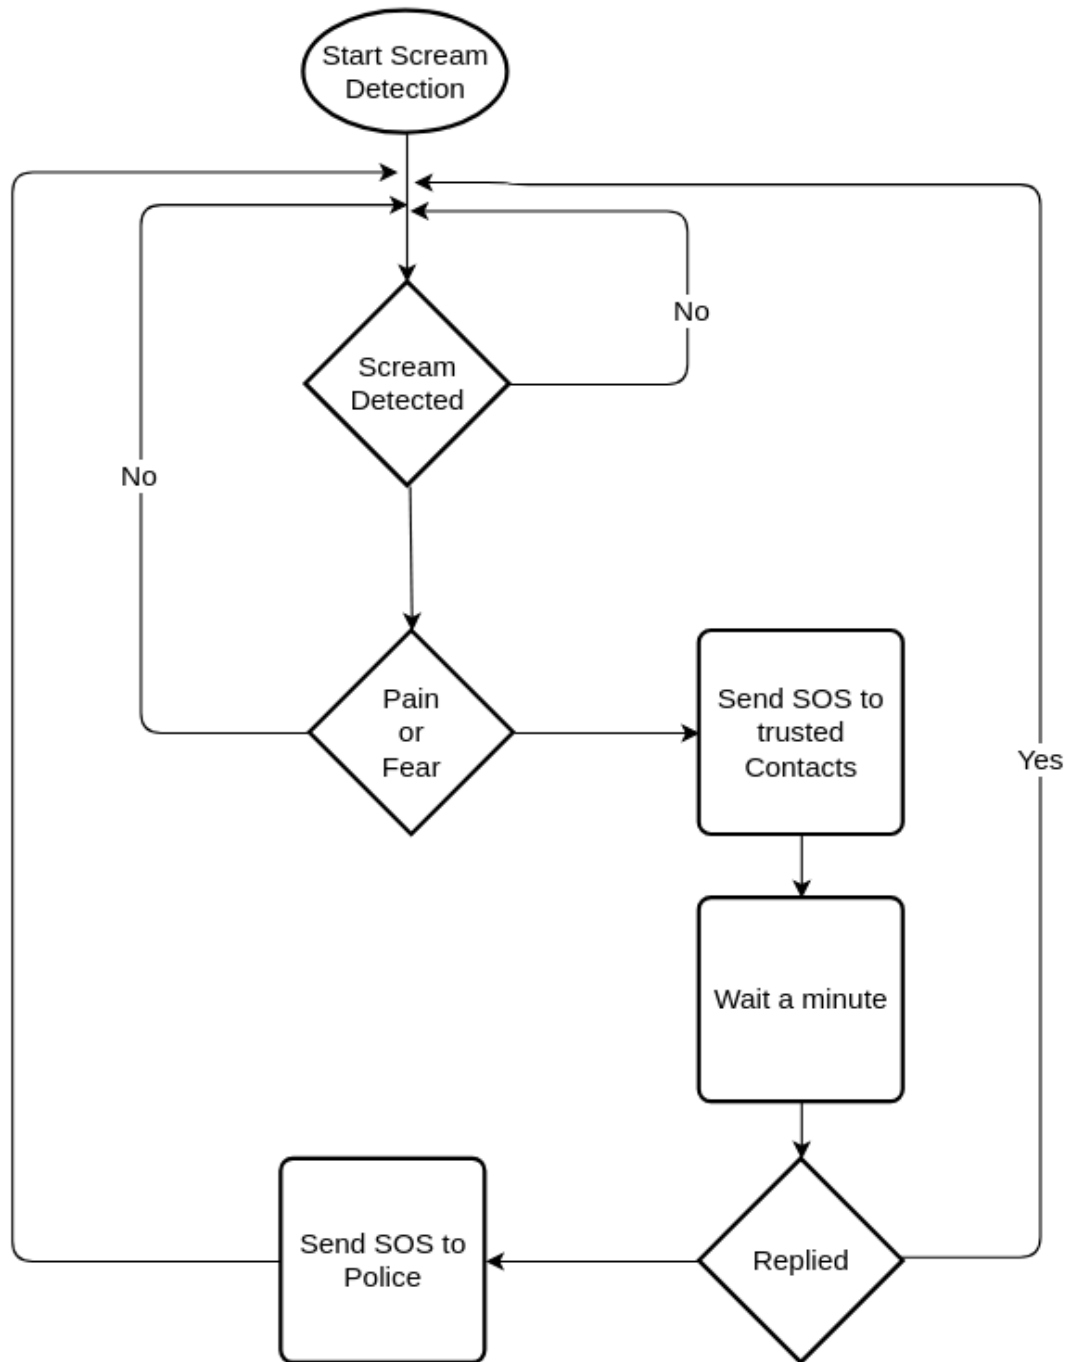 Start Scream
Detection
No
Scream
Detected
No
Pain
or
Fear
Send SOS to
trusted
Contacts
Yes
Wait a minute
Send SOS to
Police
Replied